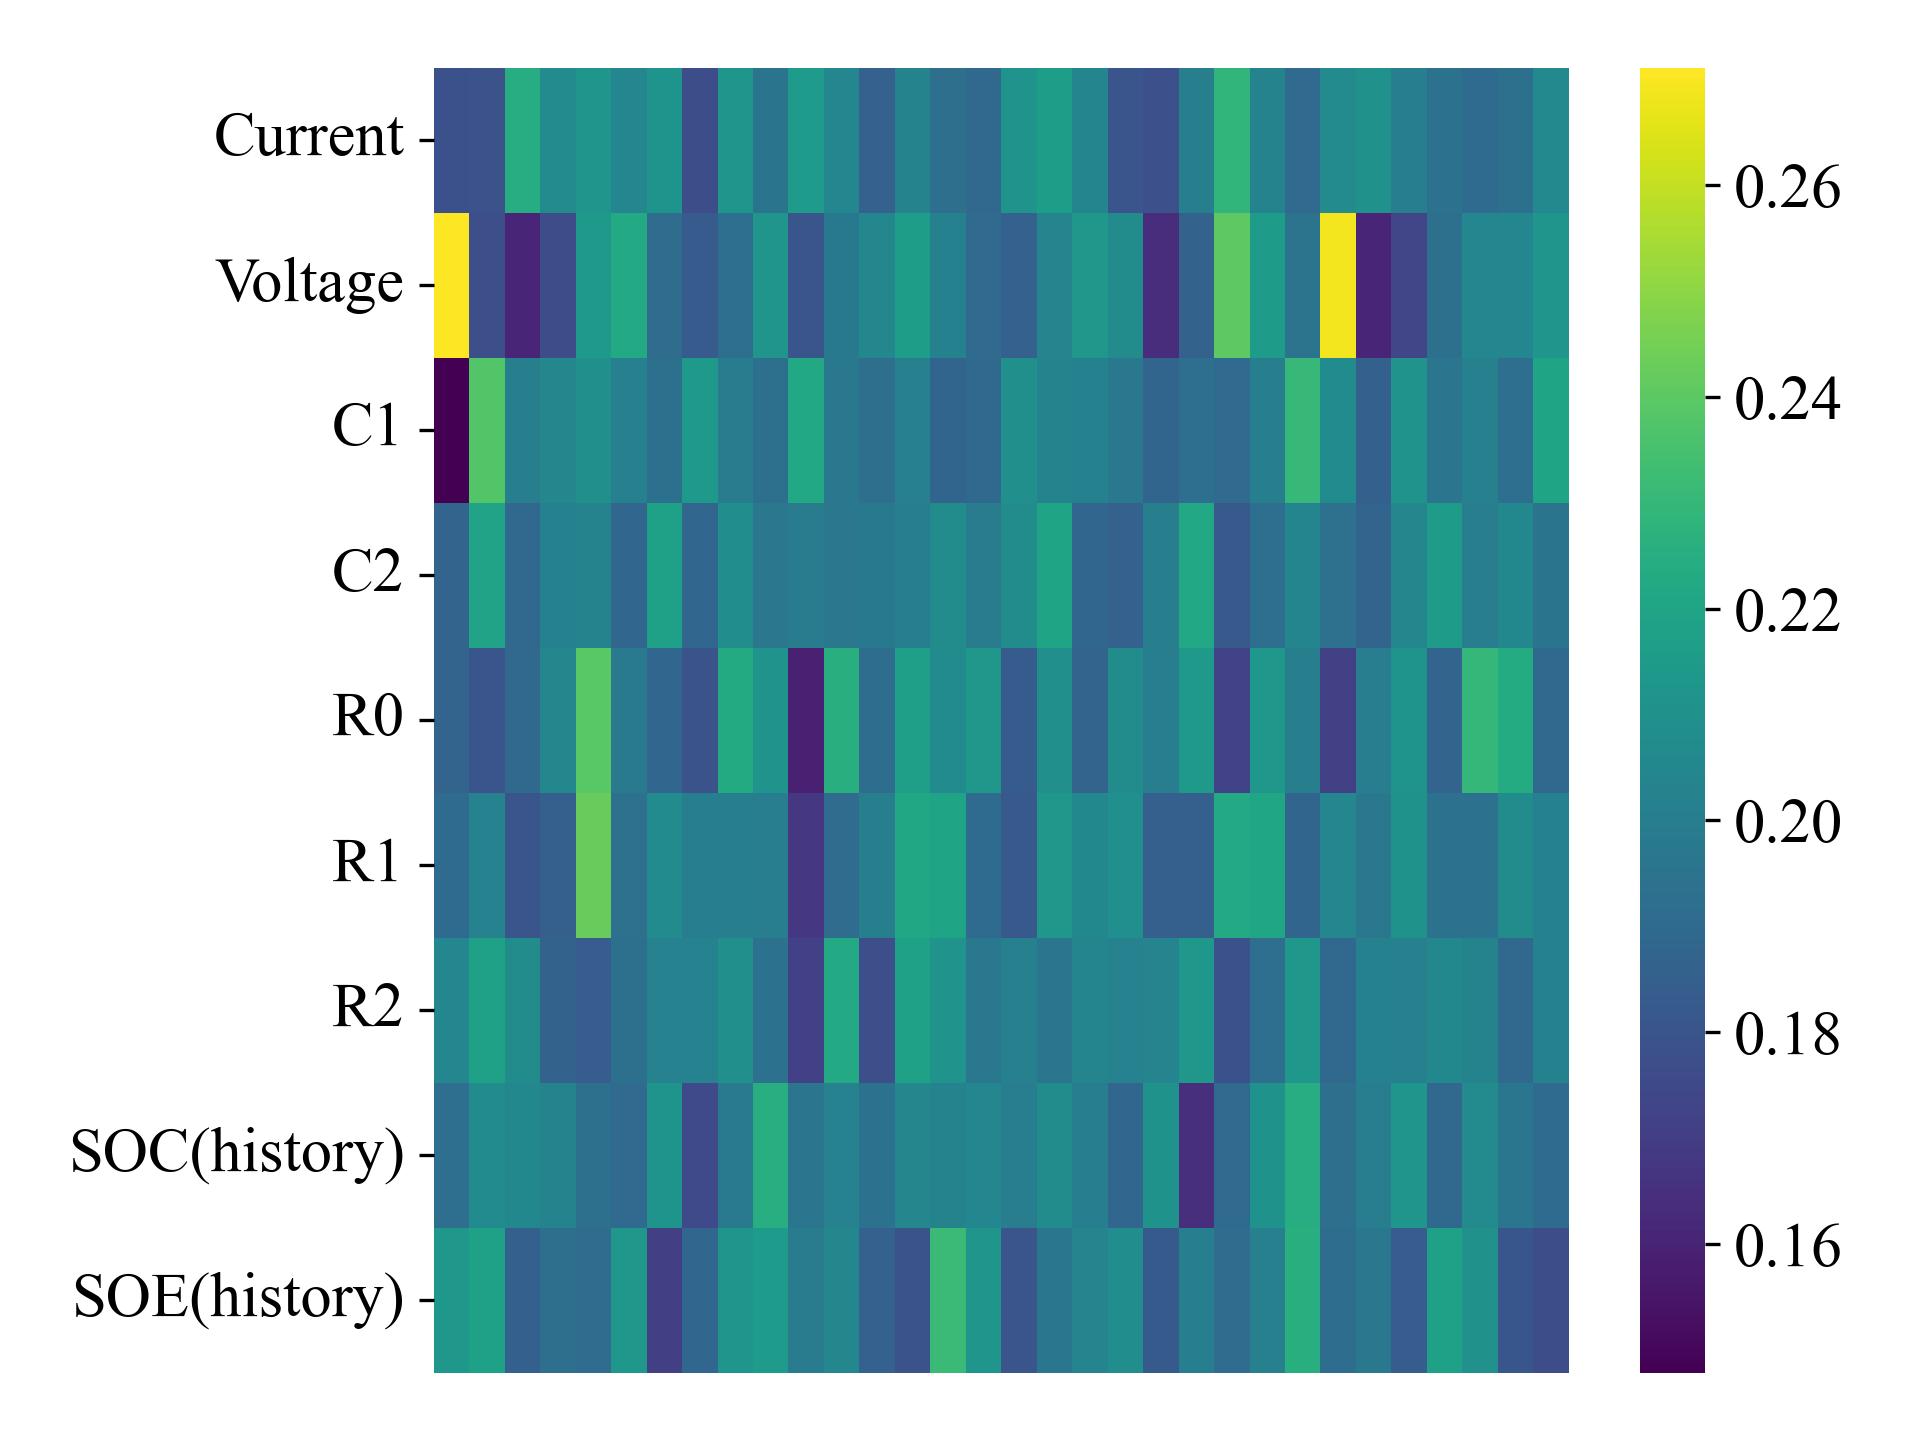 Current
Voltage
C1
C2
R0
R1
R2
SOC(history)
SOE(history)
0.26
0.24
0.22
0.20
0.18
0.16